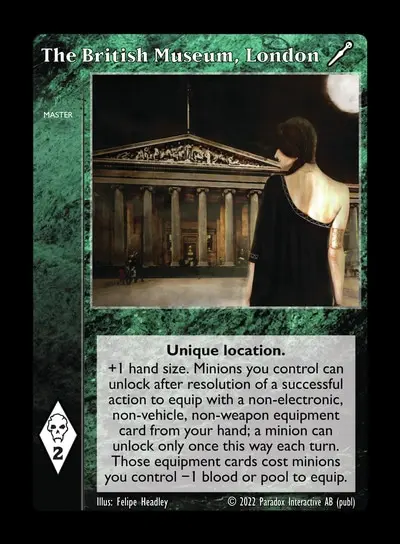 The British Museum, London
MASTER
Unique location.
+1 hand size. Minions you control can
unlock after resolution of a successful
action to equip with a non-electronic,
non-vehicle, non-weapon equipment
card from your hand; a minion can
unlock only once this way each turn.
Those equipment cards cost minions
you control −1 blood or pool to equip.
2
Illus: Felipe Headley © 2022 Paradox Interactive AB (publ)